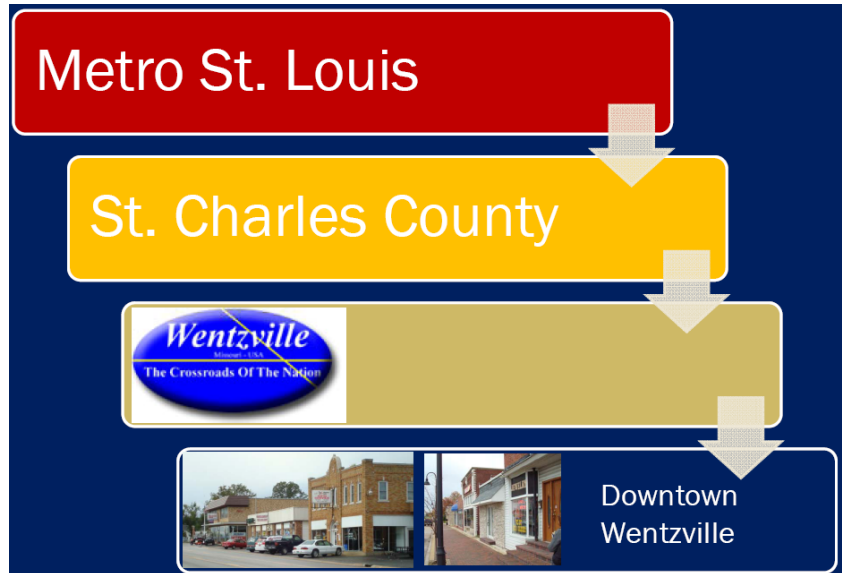 Metro St. Louis
St. Charles County
Wentzville
Missouri - USA
The Crossroads Of The Nation
Downtown
Wentzville